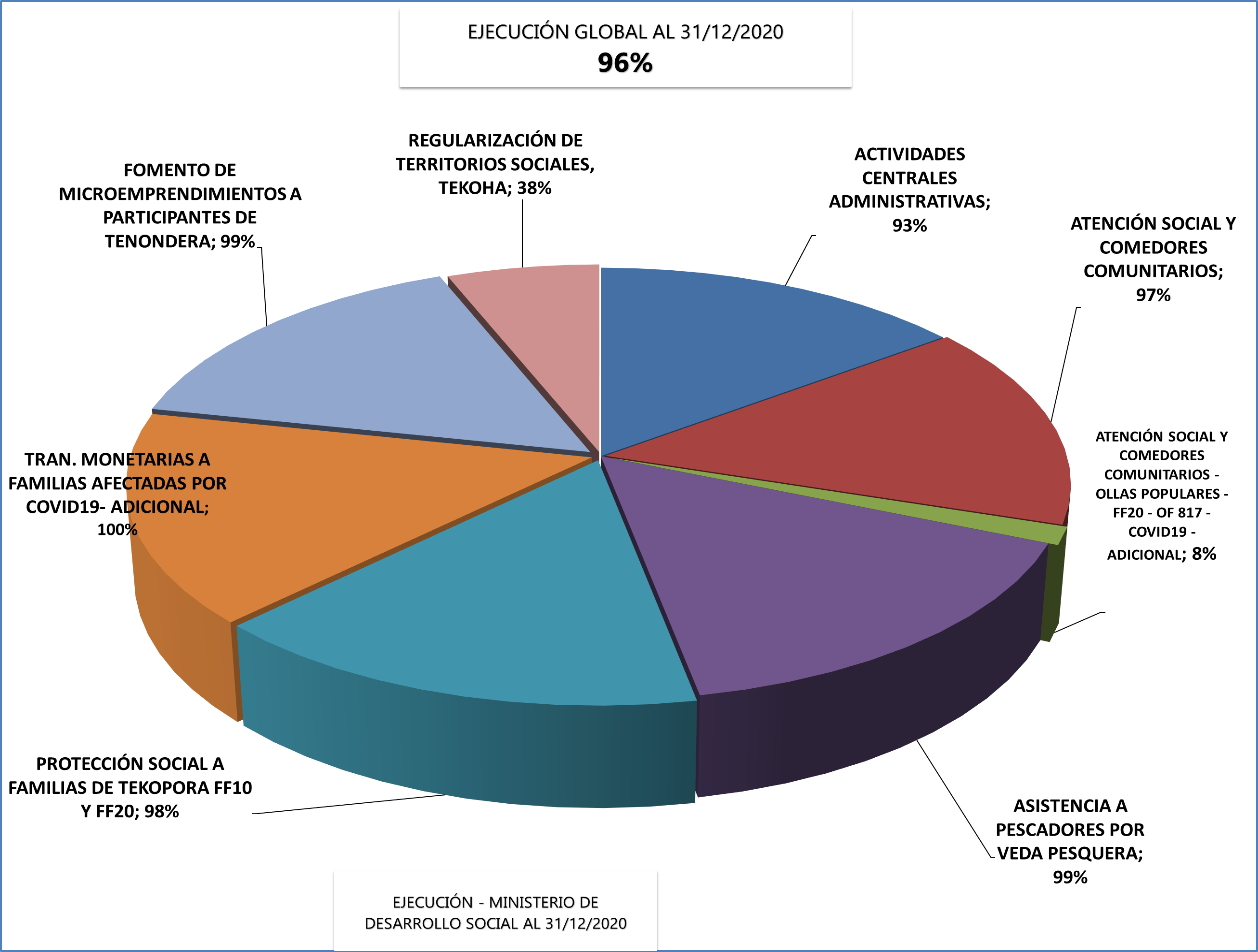 EJECUCIÓN GLOBAL AL 31/12/2020
96%
REGULARIZACIÓN DE
TERRITORIOS SOCIALES,
TEKOHA; 38%
ACTIVIDADES
CENTRALES
ADMINISTRATIVAS;
93%
FOMENTO DE
MICROEMPRENDIMIENTOS A
PARTICIPANTES DE
TENONDERA; 99%
ATENCIÓN SOCIAL Y
COMEDORES
COMUNITARIOS;
97%
ATENCIÓN SOCIAL Y
COMEDORES
COMUNITARIOS -
OLLAS POPULARES -
FF20 - OF 817 -
COVID19 -
ADICIONAL; 8%
TRAN. MONETARIAS A
FAMILIAS AFECTADAS POR
COVID19- ADICIONAL;
100%
PROTECCIÓN SOCIAL A
FAMILIAS DE TEKOPORA FF10
Y FF20; 98%
ASISTENCIA A
PESCADORES POR
VEDA PESQUERA;
99%
EJECUCIÓN - MINISTERIO DE
DESARROLLO SOCIAL AL 31/12/2020